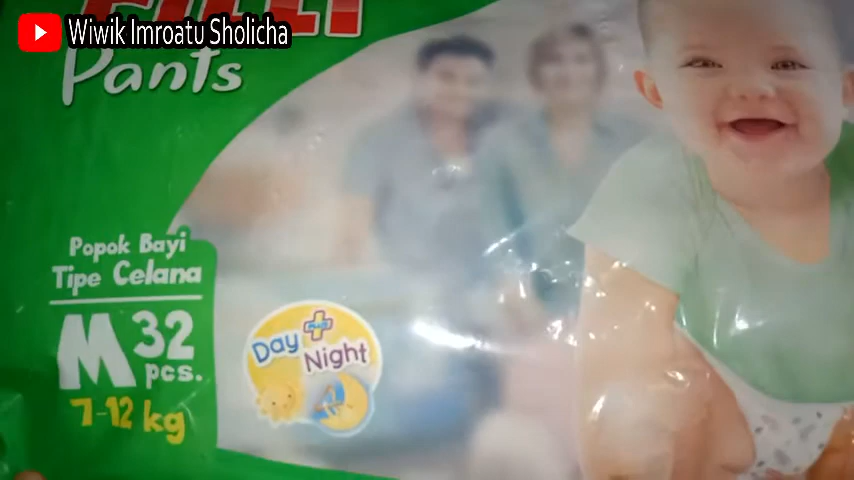 Wiwik Imroatu Sholicha
Pants
Popok Bayi
Tipe Celana
M 32
pcs.
7-12 kg
Day
Night